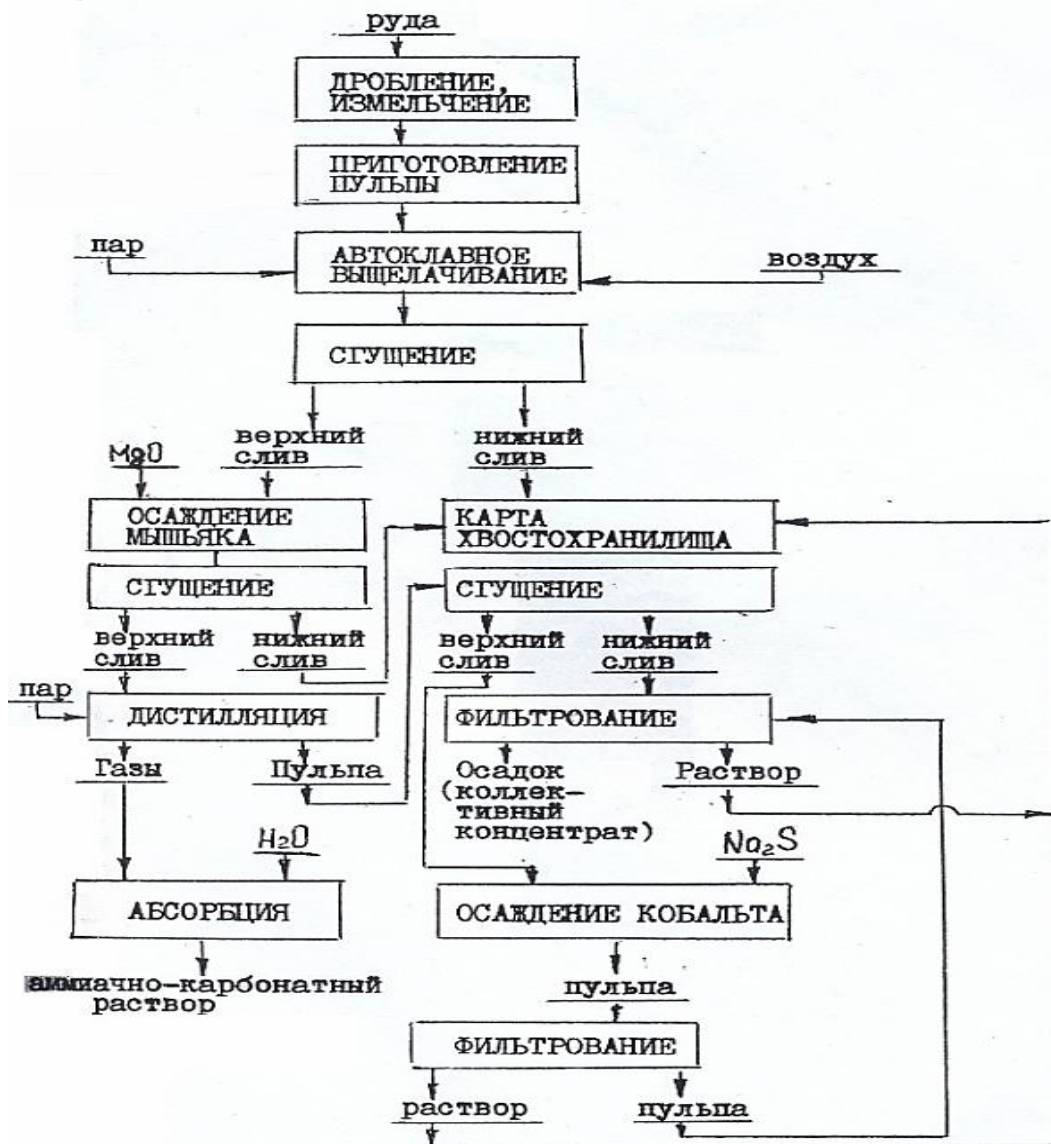 руда
ДРОБЛЕНИЕ,
ИЗМЕЛЬЧЕНИЕ
ПРИГОТОВЛЕНИЕ
ПУЛЬПЫ
пар
АВТОКЛАВНОЕ
ВЫЩЕЛАЧИВАНИЕ
воздух
СГУЩЕНИЕ
верхний
слив
нижний
слив
MgO
ОСАЖДЕНИЕ
МЫШЬЯКА
КАРТА
ХВОСТОХРАНИЛИЩА
СГУЩЕНИЕ
СГУЩЕНИЕ
верхний
слив
нижний
слив
верхний
слив
нижний
слив
пар
ДИСТИЛЛЯЦИЯ
ФИЛЬТРОВАНИЕ
Газы
Пульпа
Осадок
(коллек-
тивный
концентрат)
Раствор
H₂O
Na₂S
АБСОРБЦИЯ
ОСАЖДЕНИЕ КОБАЛЬТА
аммиачно-карбонатный
раствор
пульпа
ФИЛЬТРОВАНИЕ
раствор
пульпа